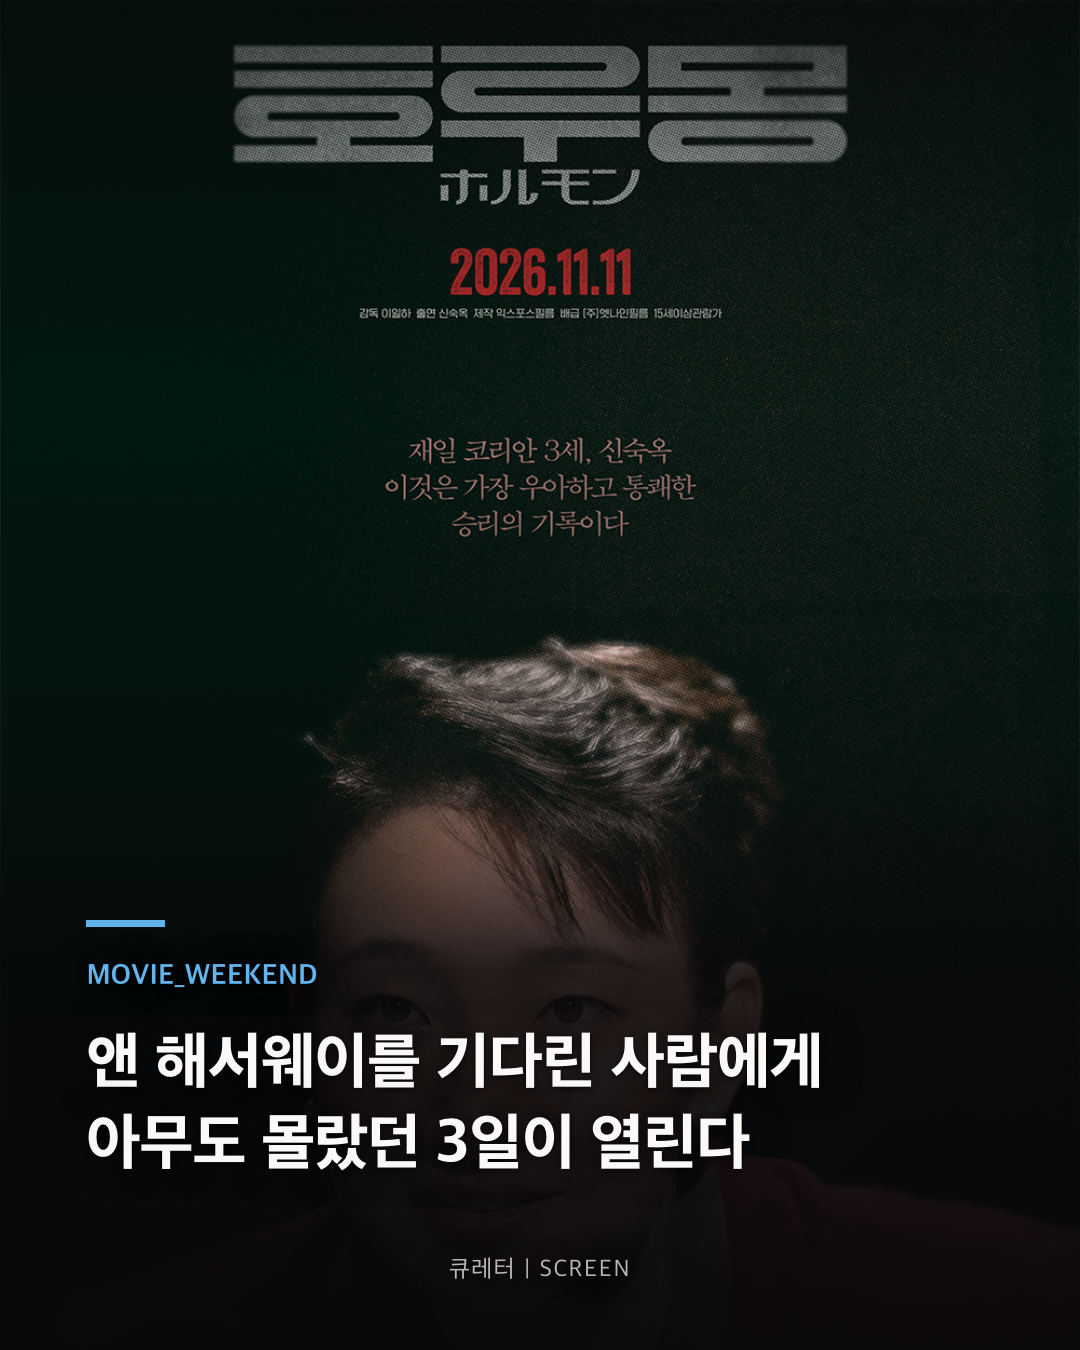 호루몽
ホルモン
2026.11.11
감독 이일하 출연 신숙옥 제작 익스포스필름 배급 (주)엣나인필름 15세이상관람가
재일 코리안 3세, 신숙옥
이것은 가장 우아하고 통쾌한
승리의 기록이다
MOVIE_WEEKEND
앤 해서웨이를 기다린 사람에게
아무도 몰랐던 3일이 열린다
큐레터 | SCREEN